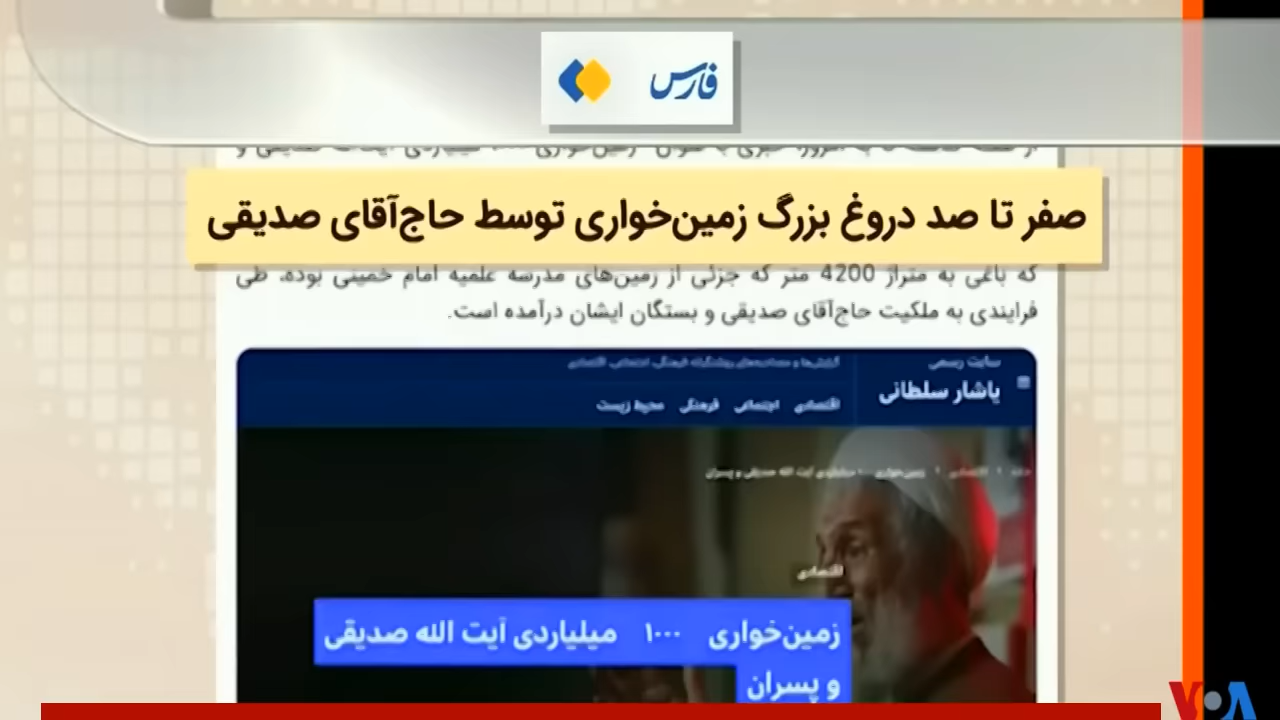 فارس
صفر تا صد دروغ بزرگ زمین‌خواری توسط حاج‌آقای صدیقی
که باغی به متراژ 4200 متر که جزئی از زمین‌های مدرسه علمیه امام خمینی بوده، طی
فرایندی به ملکیت حاج‌آقای صدیقی و بستگان ایشان درآمده است.
سایت رسمی
یاشار سلطانی
اقتصادی اجتماعی فرهنگی محیط زیست
اقتصادی
زمین‌خواری ۱۰۰۰ میلیاردی آیت الله صدیقی
و پسران
VOA